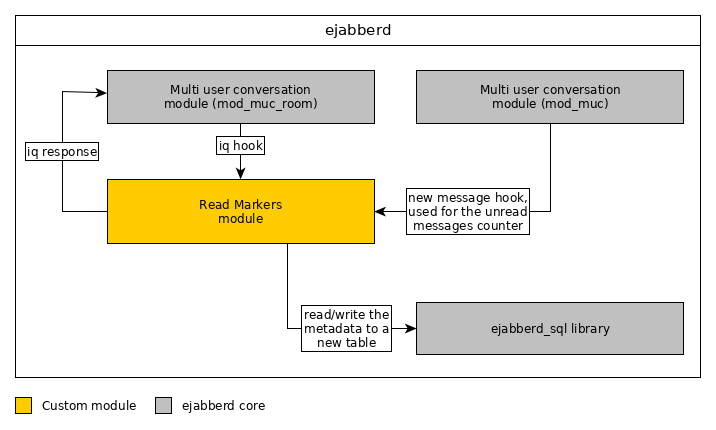 ejabberd
Multi user conversation
module (mod_muc_room)
Multi user conversation
module (mod_muc)
iq response
iq hook
Read Markers
module
new message hook,
used for the unread
messages counter
read/write the
metadata to a
new table
ejabberd_sql library
Custom module
ejabberd core